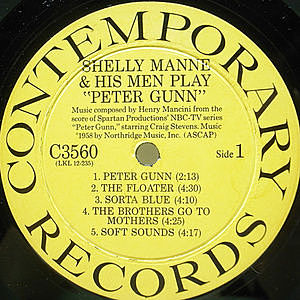 CONTEMPORARY RECORDS
SHELLY MANNE
& HIS MEN PLAY
"PETER GUNN"
Music composed by Henry Mancini from the
score of Spartan Productions' NBC-TV series
"Peter Gunn," starring Craig Stevens. Music
°1958 by Northridge Music, Inc. (ASCAP)
C3560
(LKL 12-235)
Side 1
1. PETER GUNN (2:13)
2. THE FLOATER (4:30)
3. SORTA BLUE (4:10)
4. THE BROTHERS GO TO
MOTHERS (4:25)
5. SOFT SOUNDS (4:17)